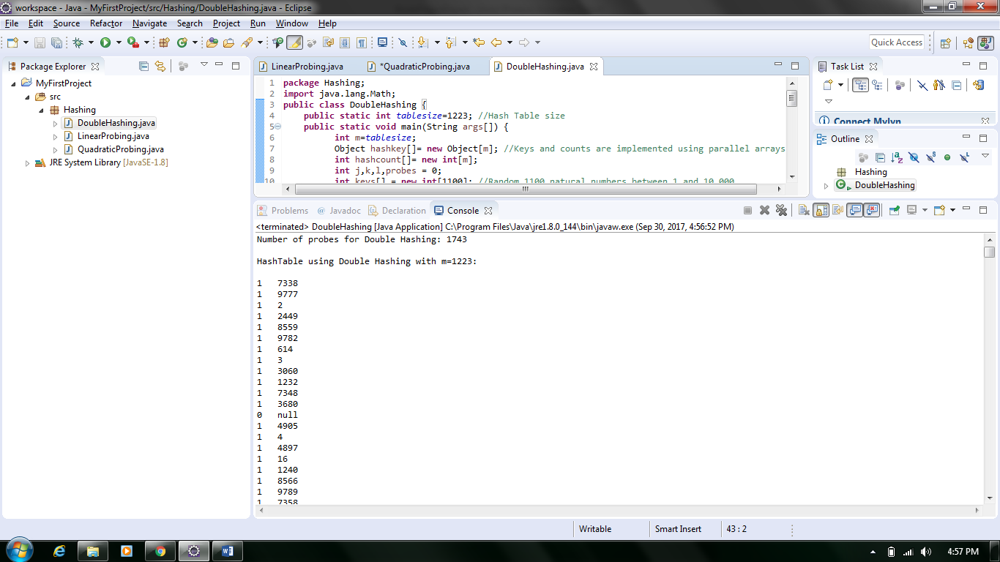 workspace - Java - MyFirstProject/src/Hashing/DoubleHashing.java - Eclipse
File Edit Source Refactor Navigate Search Project Run Window Help
Quick Access
Package Explorer
MyFirstProject
src
Hashing
DoubleHashing.java
LinearProbing.java
QuadraticProbing.java
JRE System Library [JavaSE-1.8]
LinearProbing.java *QuadraticProbing.java DoubleHashing.java
1 package Hashing;
2 import java.lang.Math;
3 public class DoubleHashing {
4 public static int tablesize=1223; //Hash Table size
5 public static void main(String args[]) {
6 int m=tablesize;
7 Object hashkey[]= new Object[m]; //Keys and counts are implemented using parallel arrays
8 int hashcount[]= new int[m];
9 int j,k,l,probes = 0;
10 int keys[] = new int[1100]; //Random 1100 natural numbers between 1 and 10,000
Task List
Connect Mylyn
Outline
Hashing
DoubleHashing
Problems Javadoc Declaration Console
<terminated> DoubleHashing [Java Application] C:\Program Files\Java\jre1.8.0_144\bin\javaw.exe (Sep 30, 2017, 4:56:52 PM)
Number of probes for Double Hashing: 1743
HashTable using Double Hashing with m=1223:
1 7338
1 9777
1 2
1 2449
1 8559
1 9782
1 614
1 3
1 3060
1 1232
1 7348
1 3680
0 null
1 4905
1 4
1 4897
1 16
1 1240
1 8566
1 9789
1 7358
Writable Smart Insert 43 : 2
4:57 PM